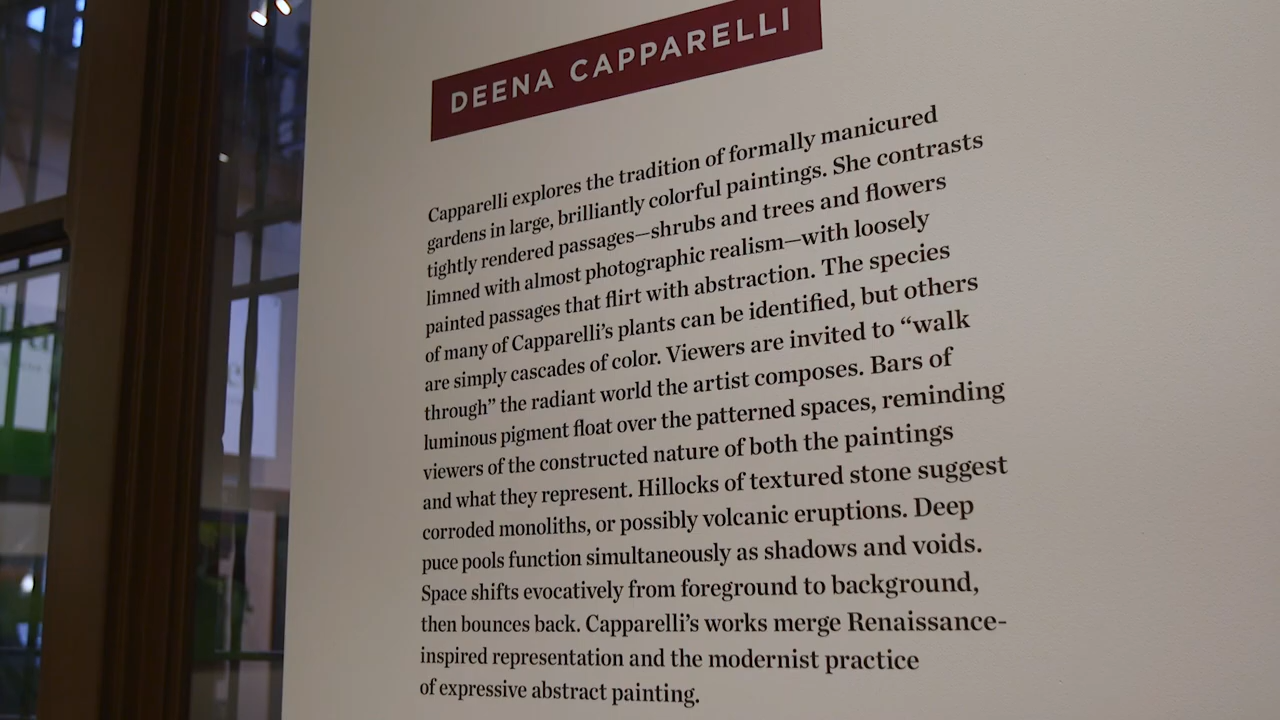 DEENA CAPPARELLI
Capparelli explores the tradition of formally manicured
gardens in large, brilliantly colorful paintings. She contrasts
tightly rendered passages—shrubs and trees and flowers
limned with almost photographic realism—with loosely
painted passages that flirt with abstraction. The species
of many of Capparelli’s plants can be identified, but others
are simply cascades of color. Viewers are invited to “walk
through” the radiant world the artist composes. Bars of
luminous pigment float over the patterned spaces, reminding
viewers of the constructed nature of both the paintings
and what they represent. Hillocks of textured stone suggest
corroded monoliths, or possibly volcanic eruptions. Deep
puce pools function simultaneously as shadows and voids.
Space shifts evocatively from foreground to background,
then bounces back. Capparelli’s works merge Renaissance-
inspired representation and the modernist practice
of expressive abstract painting.